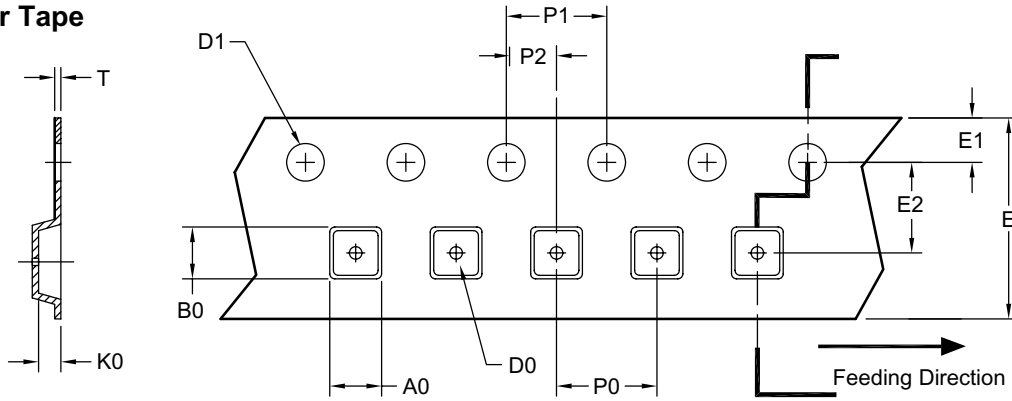 r Tape
P1
D1
P2
T
E1
E2
E
B0
D0
K0
A0
P0
Feeding Direction